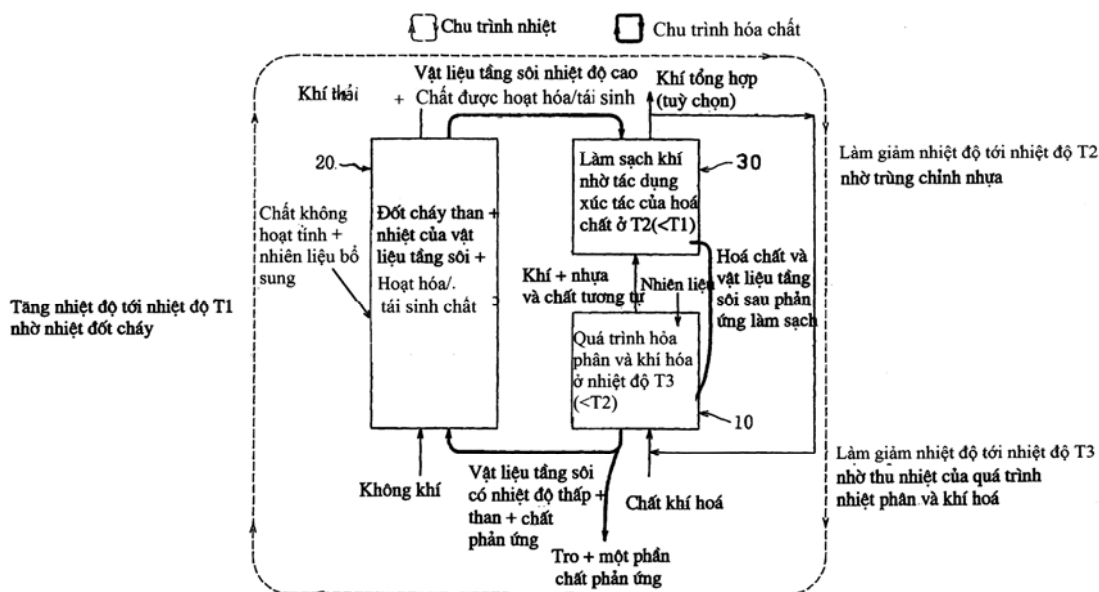 Chu trình nhiệt
Chu trình hóa chất
Vật liệu tầng sôi nhiệt độ cao
+ Chất được hoạt hóa/tái sinh
Khí thải
Khí tổng hợp
(tuỳ chọn)
20
30
Làm sạch khí
nhờ tác dụng
xúc tác của hoá
chất ở T2(<T1)
Làm giảm nhiệt độ tới nhiệt độ T2
nhờ trùng chỉnh nhựa
Chất không
hoạt tính +
nhiên liệu bổ
sung
Đốt cháy than +
nhiệt của vật
liệu tầng sôi +
Hoạt hóa/.
tái sinh chất
Tăng nhiệt độ tới nhiệt độ T1
nhờ nhiệt đốt cháy
Khí + nhựa
và chất tương tự
Nhiên liệu
Hoá chất và
vật liệu tầng
sôi sau phản
ứng làm sạch
Quá trình hỏa
phân và khí hóa
ở nhiệt độ T3
(<T2)
10
Làm giảm nhiệt độ tới nhiệt độ T3
nhờ thu nhiệt của quá trình
nhiệt phân và khí hoá
Không khí
Vật liệu tầng sôi
có nhiệt độ thấp +
than + chất
phản ứng
Chất khí hoá
Tro + một phần
chất phản ứng